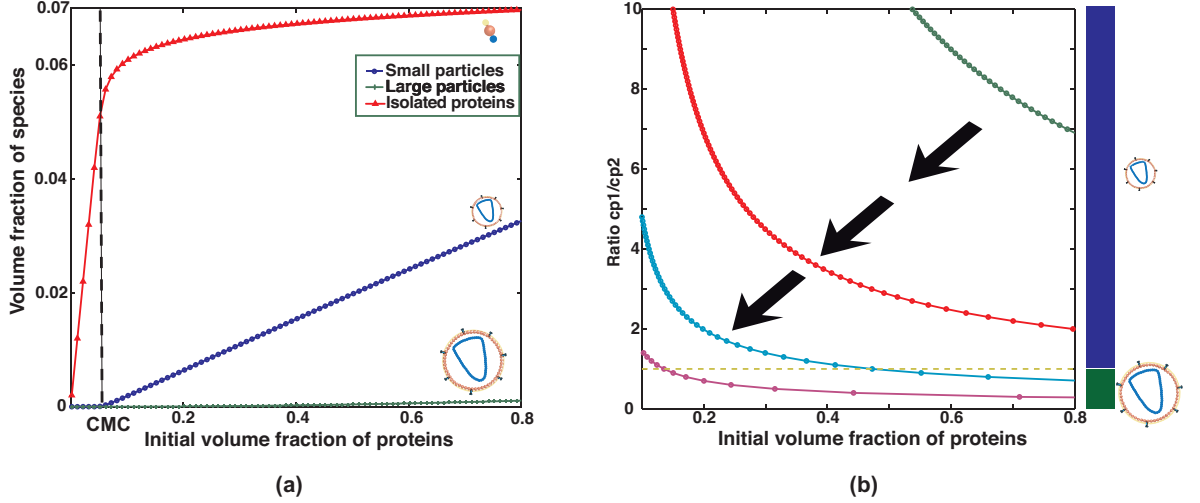 0.07
0.06
0.04
0.02
0
Volume fraction of species
Small particles
Large particles
Isolated proteins
CMC
0.2
0.4
0.6
0.8
Initial volume fraction of proteins
(a)
10
8
6
4
2
0
Ratio cp1/cp2
0.2
0.4
0.6
0.8
Initial volume fraction of proteins
(b)